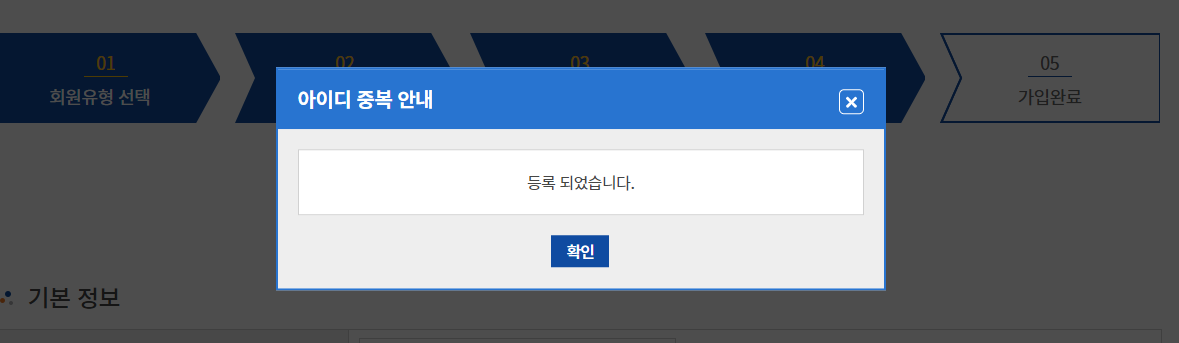 01
02
03
04
05
회원유형 선택
가입완료
아이디 중복 안내
등록 되었습니다.
확인
기본 정보